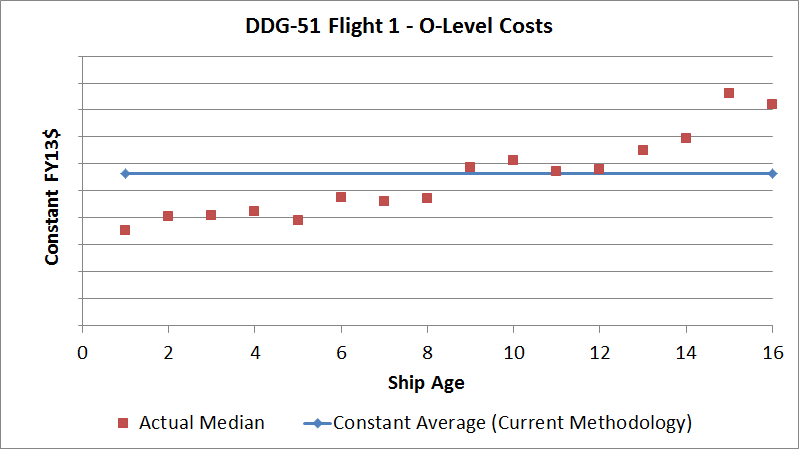 DDG-51 Flight 1 - O-Level Costs
Constant FY13$
0 2 4 6 8 10 12 14 16
Ship Age
Actual Median Constant Average (Current Methodology)